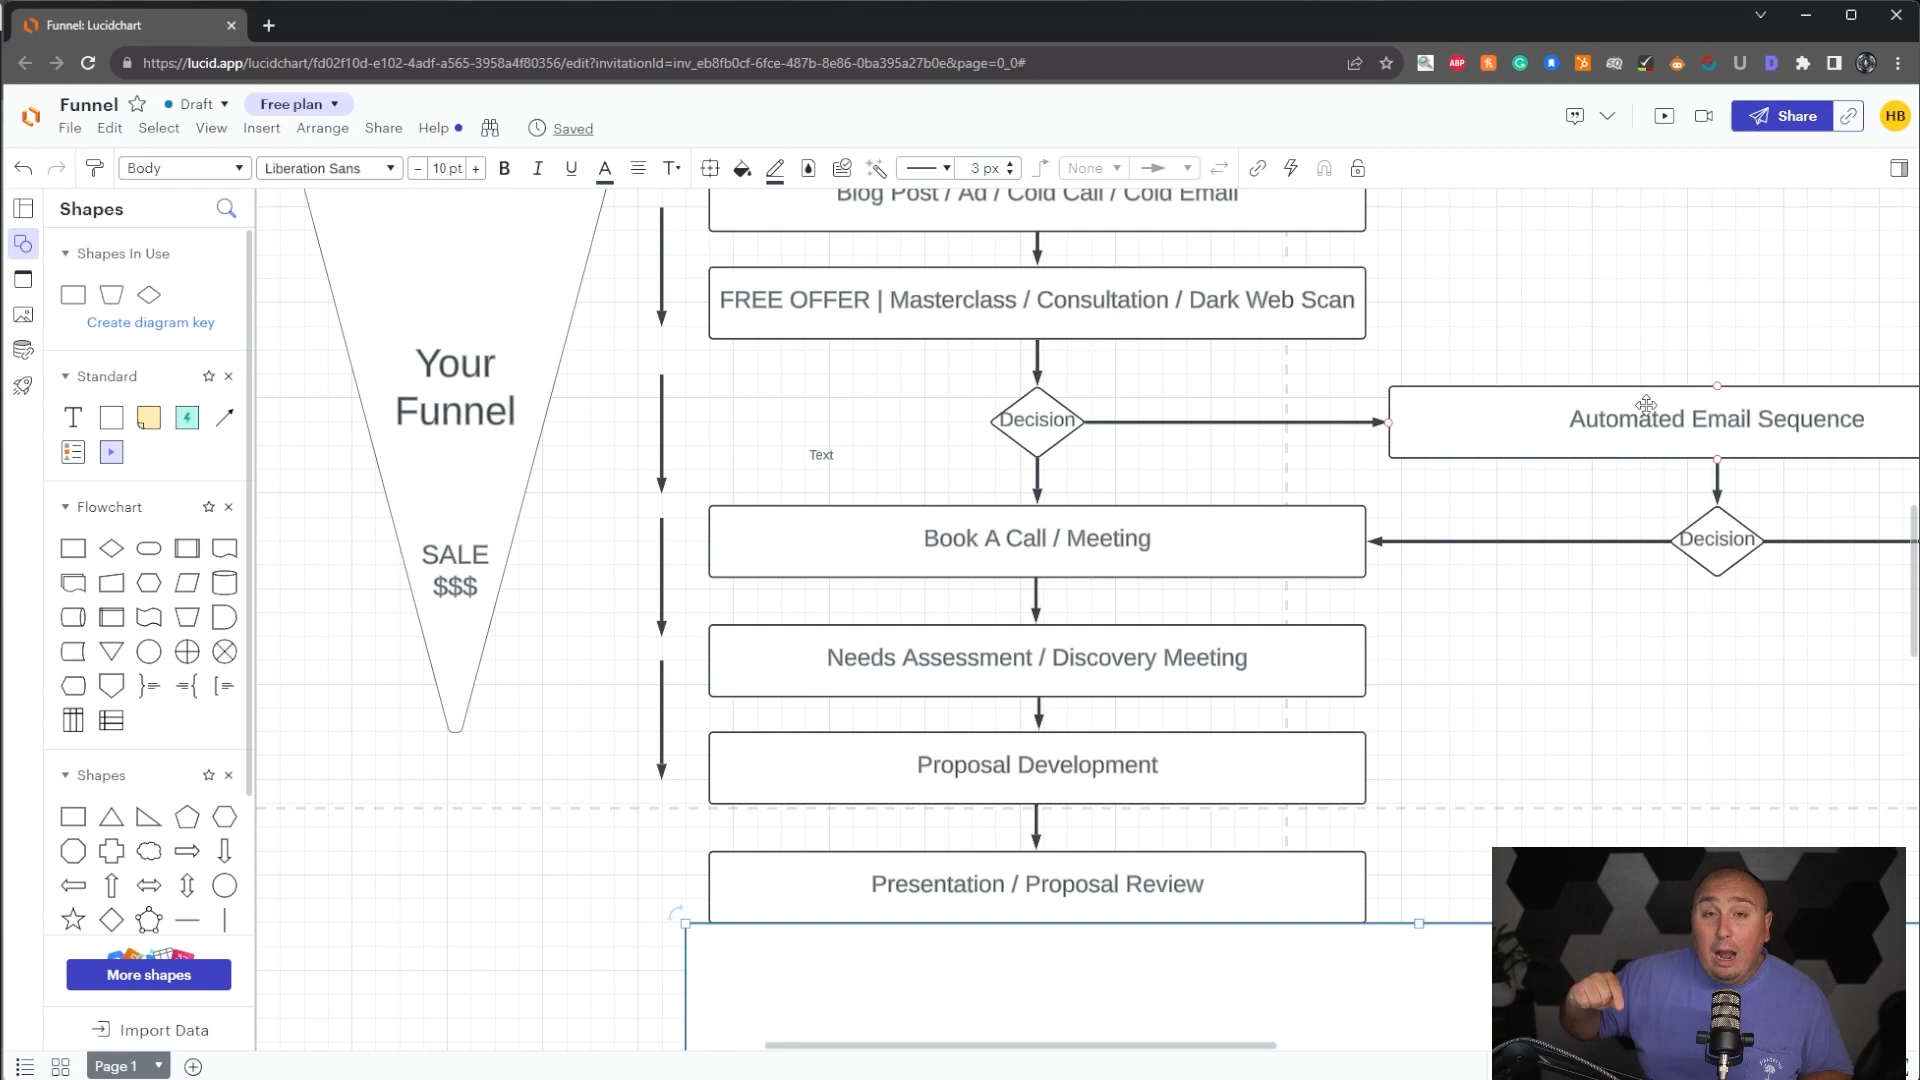 Funnel: Lucidchart
https://lucid.app/lucidchart/fd02f10d-e102-4adf-a565-3958a4f80356/edit?invitationId=inv_eb8fb0cf-6fce-487b-8e86-0ba395a27b0e&page=0_0#
ABP
Funnel
Draft
Free plan
File Edit Select View Insert Arrange Share Help
Saved
Share
HB
Body
Liberation Sans
- 10 pt +
B I U A
3 px
None
Shapes
Shapes In Use
Create diagram key
Standard
T
Flowchart
Shapes
More shapes
Import Data
Page 1
Your
Funnel
SALE
$$$
Blog Post / Ad / Cold Call / Cold Email
FREE OFFER | Masterclass / Consultation / Dark Web Scan
Decision
Automated Email Sequence
Text
Book A Call / Meeting
Decision
Needs Assessment / Discovery Meeting
Proposal Development
Presentation / Proposal Review